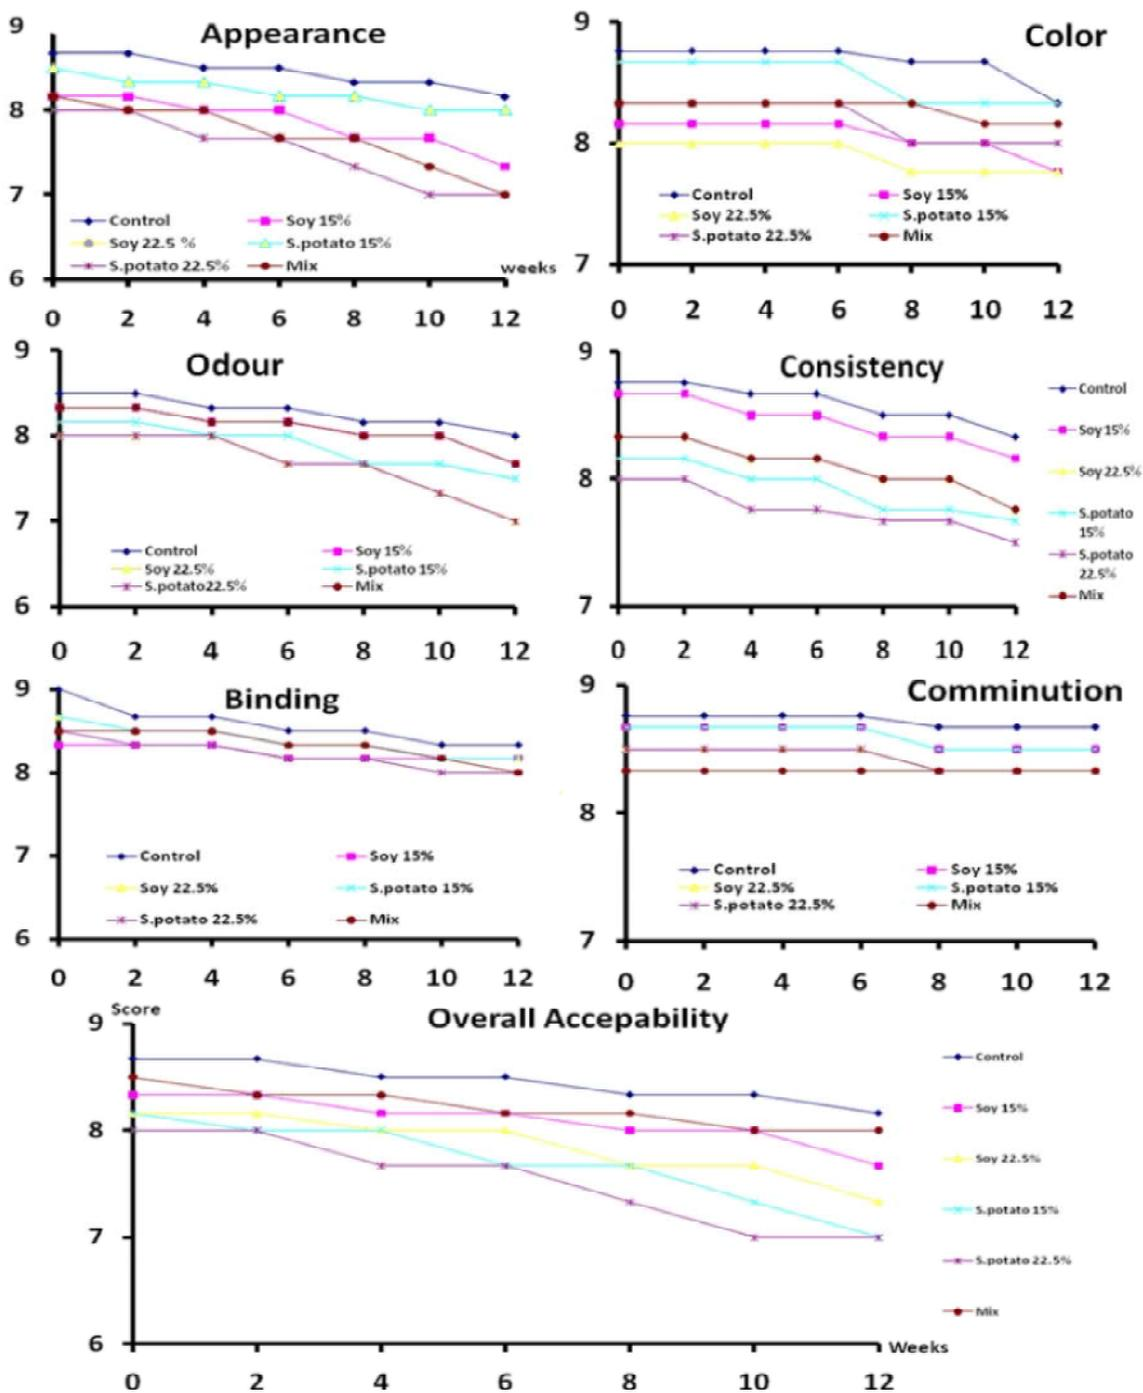 Appearance
9
8
7
6
Control Soy 15%
Soy 22.5 % S.potato 15%
S.potato 22.5% Mix
weeks
0 2 4 6 8 10 12
Color
9
8
7
Control Soy 15%
Soy 22.5% S.potato 15%
S.potato 22.5% Mix
0 2 4 6 8 10 12
Odour
9
8
7
6
Control Soy 15%
Soy 22.5% S.potato 15%
S.potato22.5% Mix
0 2 4 6 8 10 12
Consistency
9
8
7
Control
Soy 15%
Soy 22.5%
S.potato
15%
S.potato
22.5%
Mix
0 2 4 6 8 10 12
Binding
9
8
7
6
Control Soy 15%
Soy 22.5% S.potato 15%
S.potato 22.5% Mix
0 2 4 6 8 10 12
Comminution
9
8
7
Control Soy 15%
Soy 22.5% S.potato 15%
S.potato 22.5% Mix
0 2 4 6 8 10 12
Score
Overall Accepability
9
8
7
6
Control
Soy 15%
Soy 22.5%
S.potato 15%
S.potato 22.5%
Mix
Weeks
0 2 4 6 8 10 12